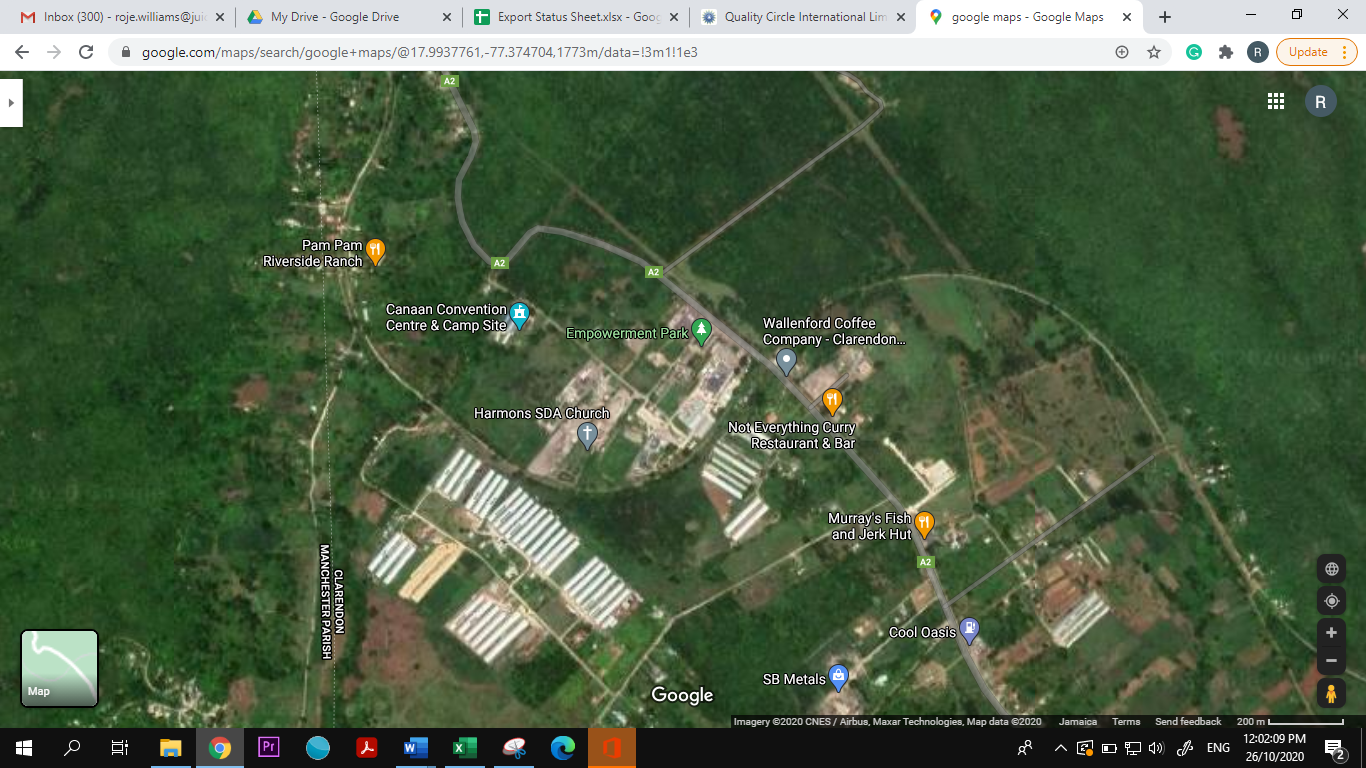 Inbox (300) - roje.williams@jui
My Drive - Google Drive
Export Status Sheet.xlsx - Goog
Quality Circle International Lim
google maps - Google Maps
google.com/maps/search/google+maps/@17.9937761,-77.374704,1773m/data=!3m1!1e3
R
Update
R
A2
Pam Pam
Riverside Ranch
A2
A2
Canaan Convention
Centre & Camp Site
Empowerment Park
Wallenford Coffee
Company - Clarendon...
Harmons SDA Church
Not Everything Curry
Restaurant & Bar
Murray's Fish
and Jerk Hut
A2
CLARENDON
MANCHESTER PARISH
Cool Oasis
SB Metals
Map
Google
Imagery ©2020 CNES / Airbus, Maxar Technologies, Map data ©2020 Jamaica Terms Send feedback 200 m
Pr
W
X
ENG
12:02:09 PM
26/10/2020
2